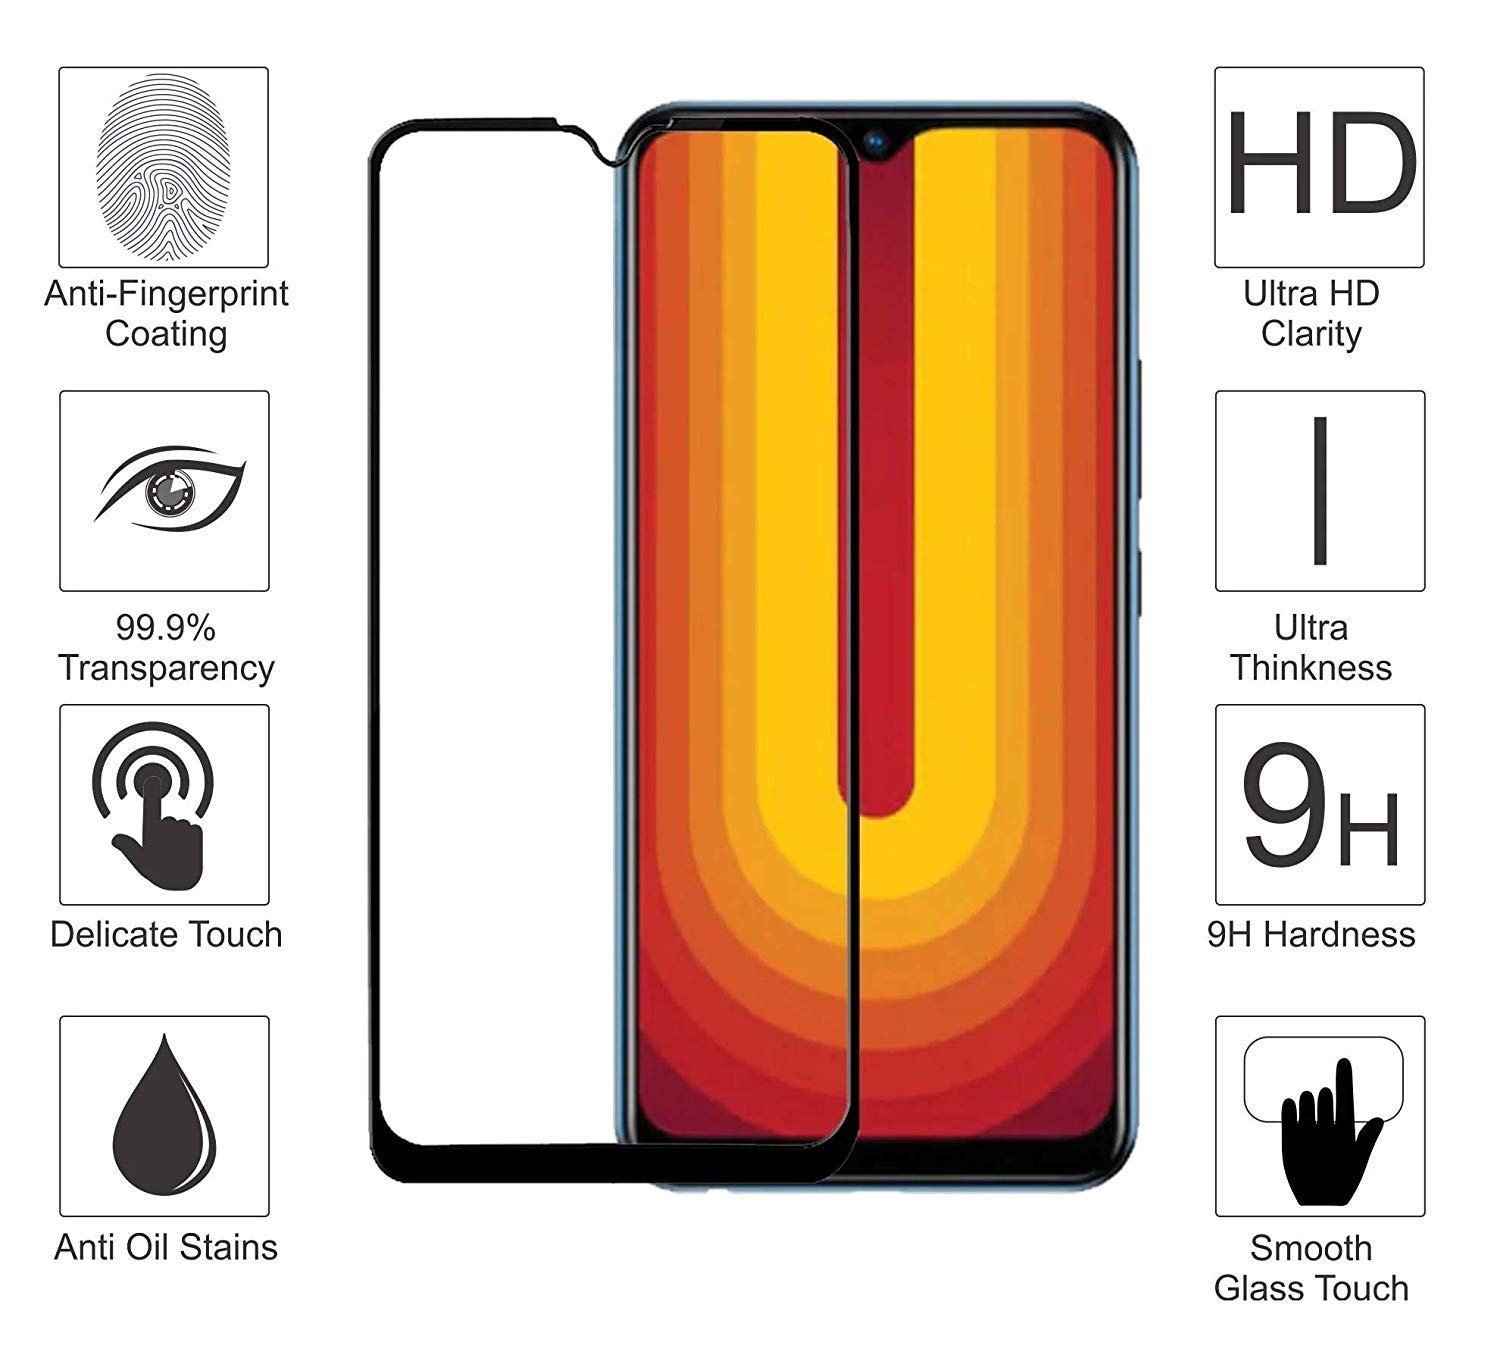 Anti-Fingerprint
Coating
99.9%
Transparency
Delicate Touch
Anti Oil Stains
HD
Ultra HD
Clarity
Ultra
Thinkness
9H
9H Hardness
Smooth
Glass Touch